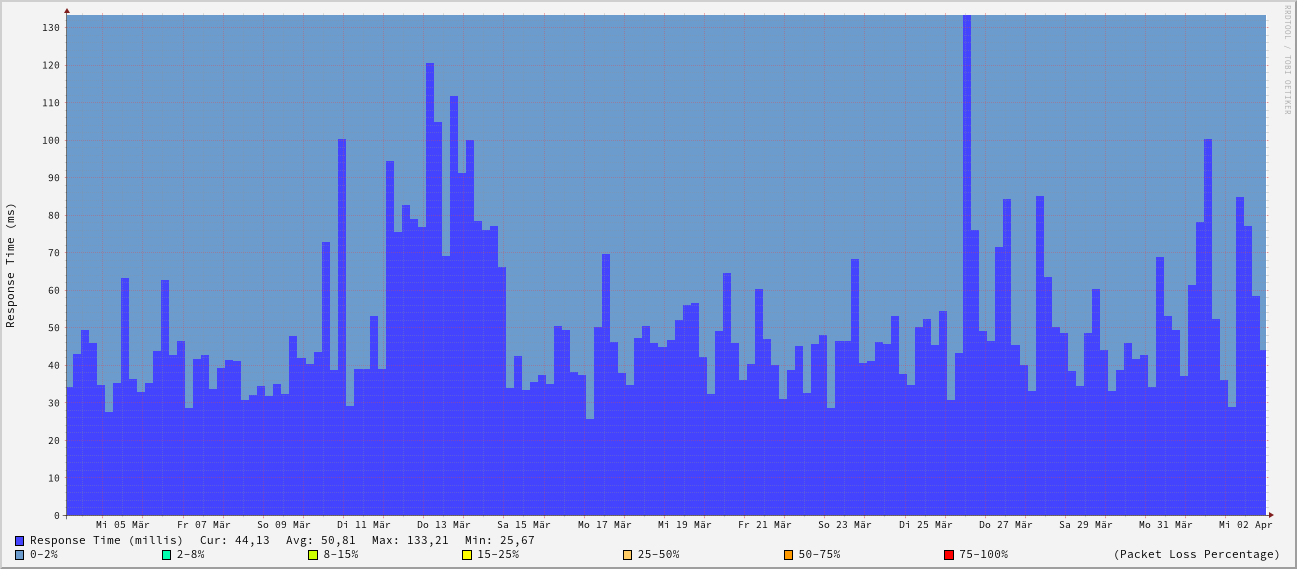 RRDTOOL / TOBI OETIKER
Response Time (ms)
130
120
110
100
90
80
70
60
50
40
30
20
10
0
Mi 05 Mär Fr 07 Mär So 09 Mär Di 11 Mär Do 13 Mär Sa 15 Mär Mo 17 Mär Mi 19 Mär Fr 21 Mär So 23 Mär Di 25 Mär Do 27 Mär Sa 29 Mär Mo 31 Mär Mi 02 Apr
Response Time (millis) Cur: 44,13 Avg: 50,81 Max: 133,21 Min: 25,67
0-2% 2-8% 8-15% 15-25% 25-50% 50-75% 75-100% (Packet Loss Percentage)